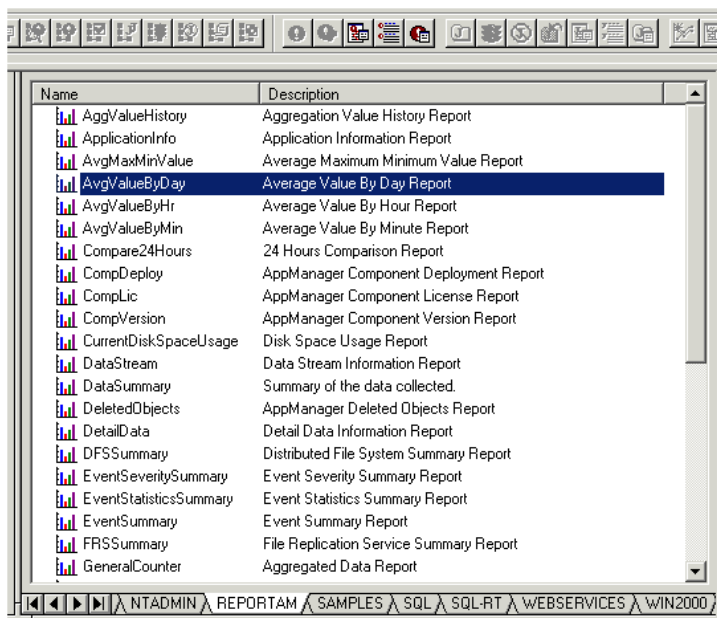 Name Description
AggValueHistory Aggregation Value History Report
ApplicationInfo Application Information Report
AvgMaxMinValue Average Maximum Minimum Value Report
AvgValueByDay Average Value By Day Report
AvgValueByHr Average Value By Hour Report
AvgValueByMin Average Value By Minute Report
Compare24Hours 24 Hours Comparison Report
CompDeploy AppManager Component Deployment Report
CompLic AppManager Component License Report
CompVersion AppManager Component Version Report
CurrentDiskSpaceUsage Disk Space Usage Report
DataStream Data Stream Information Report
DataSummary Summary of the data collected.
DeletedObjects AppManager Deleted Objects Report
DetailData Detail Data Information Report
DFSSummary Distributed File System Summary Report
EventSeveritySummary Event Severity Summary Report
EventStatisticsSummary Event Statistics Summary Report
EventSummary Event Summary Report
FRSSummary File Replication Service Summary Report
GeneralCounter Aggregated Data Report
NTADMIN REPORTAM SAMPLES SQL SQL-RT WEBSERVICES WIN2000